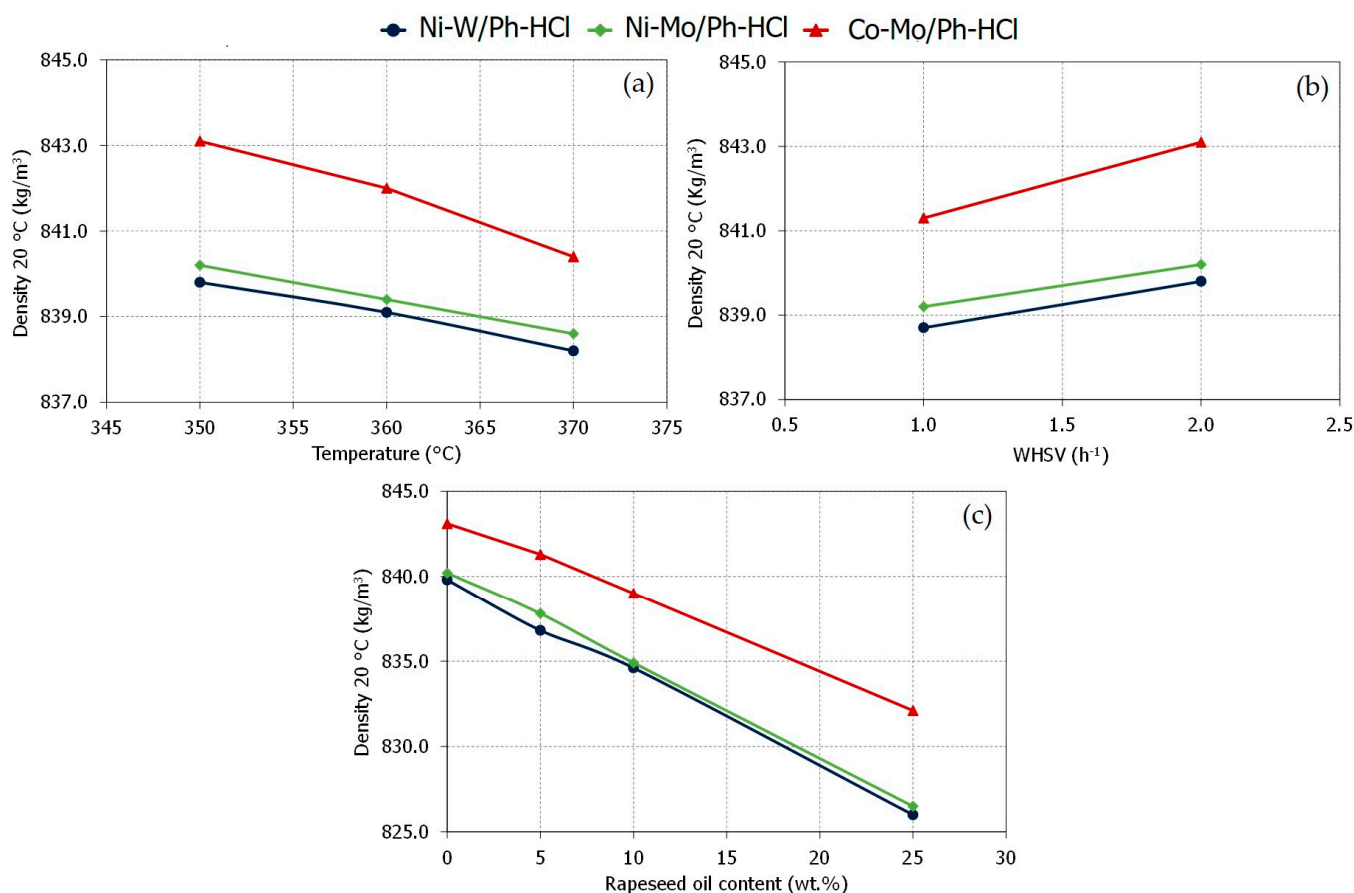 Ni-W/Ph-HCl Ni-Mo/Ph-HCl Co-Mo/Ph-HCl
(a)
845.0
843.0
841.0
839.0
837.0
Density 20 °C (kg/m³)
345 350 355 360 365 370 375
Temperature (°C)
(b)
845.0
843.0
841.0
839.0
837.0
Density 20 °C (Kg/m³)
0.5 1.0 1.5 2.0 2.5
WHSV (h⁻¹)
(c)
845.0
840.0
835.0
830.0
825.0
Density 20 °C (kg/m³)
0 5 10 15 20 25 30
Rapeseed oil content (wt.%)